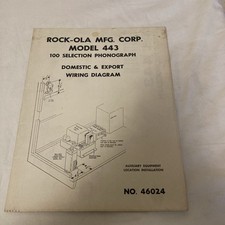 ROCK-OLA MFG. CORP.
MODEL 443
100 SELECTION PHONOGRAPH
DOMESTIC & EXPORT
WIRING DIAGRAM
NO. 46024